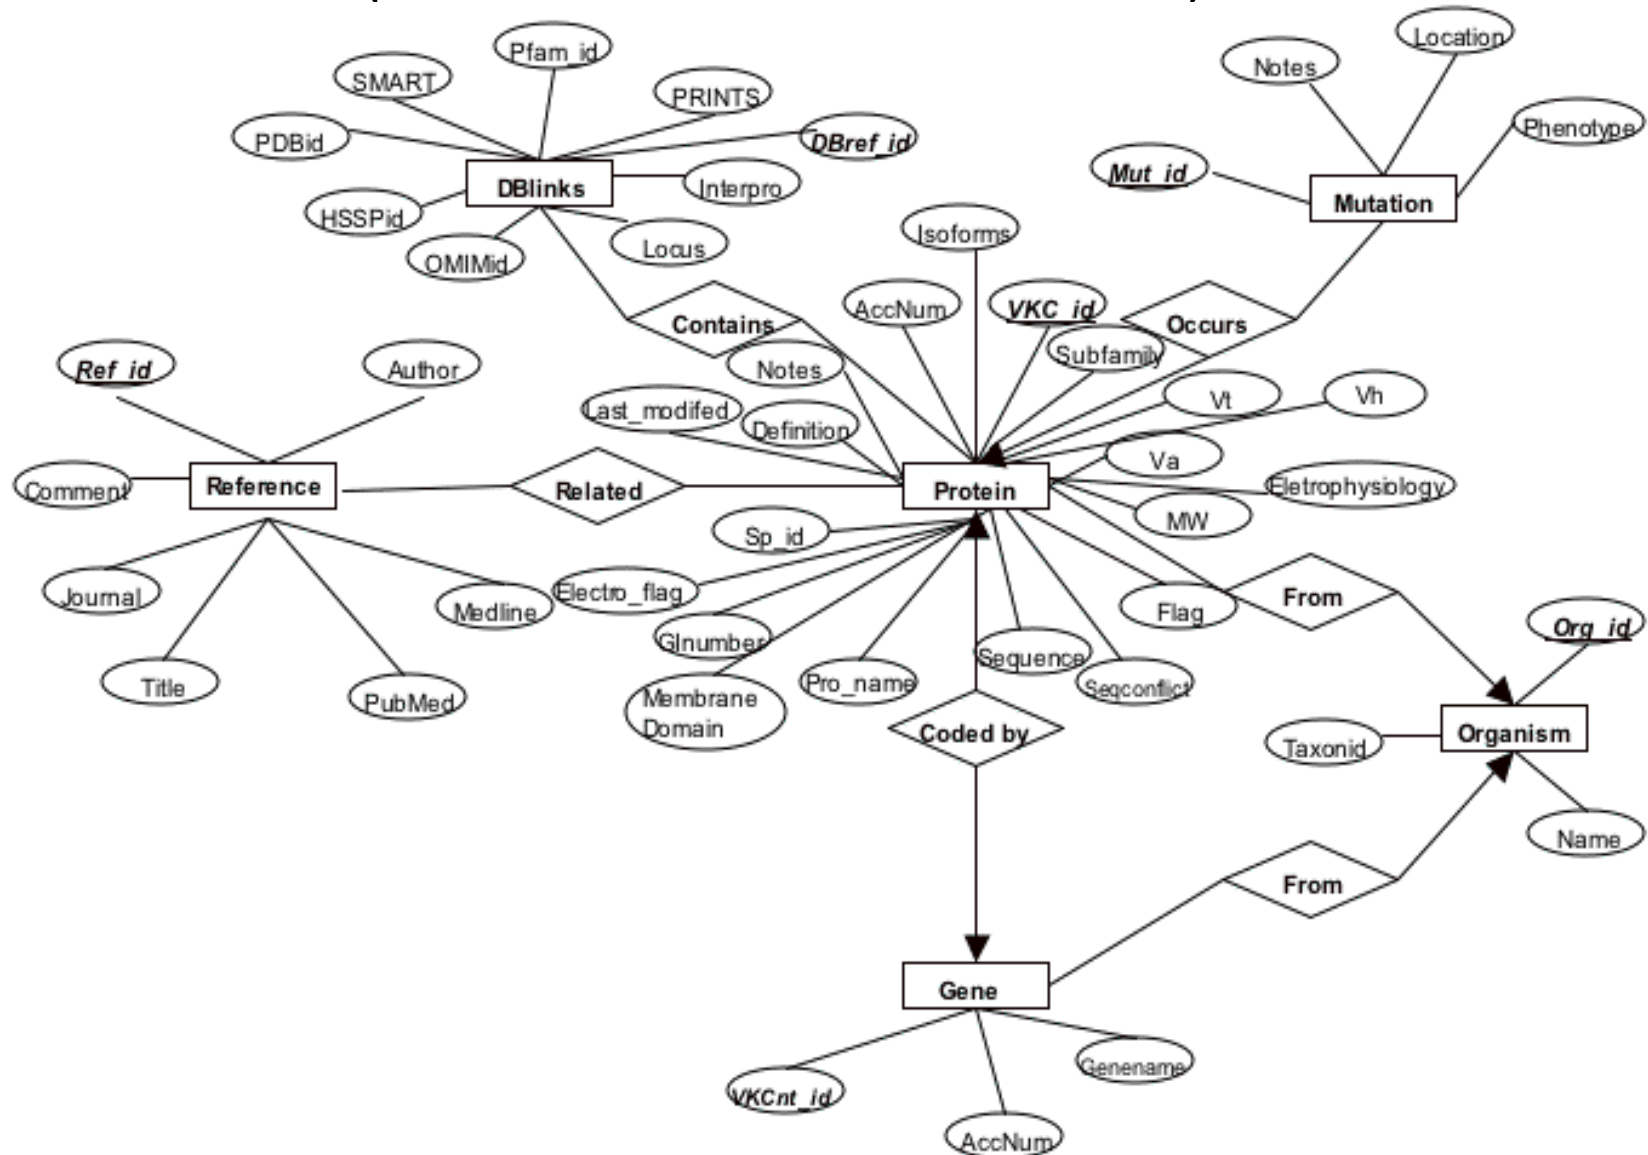 Location
Pfam_id
Notes
SMART
PRINTS
Phenotype
PDBid
DBref_id
Mut_id
DBlinks
Interpro
Mutation
HSSPid
Isoforms
Locus
OMIMid
AccNum
VKC_id
Contains
Occurs
Subfamily
Ref_id
Author
Notes
Vt
Vh
Last_modifed
Definition
Va
Reference
Related
Protein
Eletrophysiology
Comment
MW
Sp_id
Journal
Medline
Electro_flag
Flag
From
Org_id
GInumber
Sequence
Title
PubMed
Membrane
Domain
Pro_name
Seqconflict
Coded by
Organism
Taxonid
Name
From
Gene
Genename
VKCnt_id
AccNum